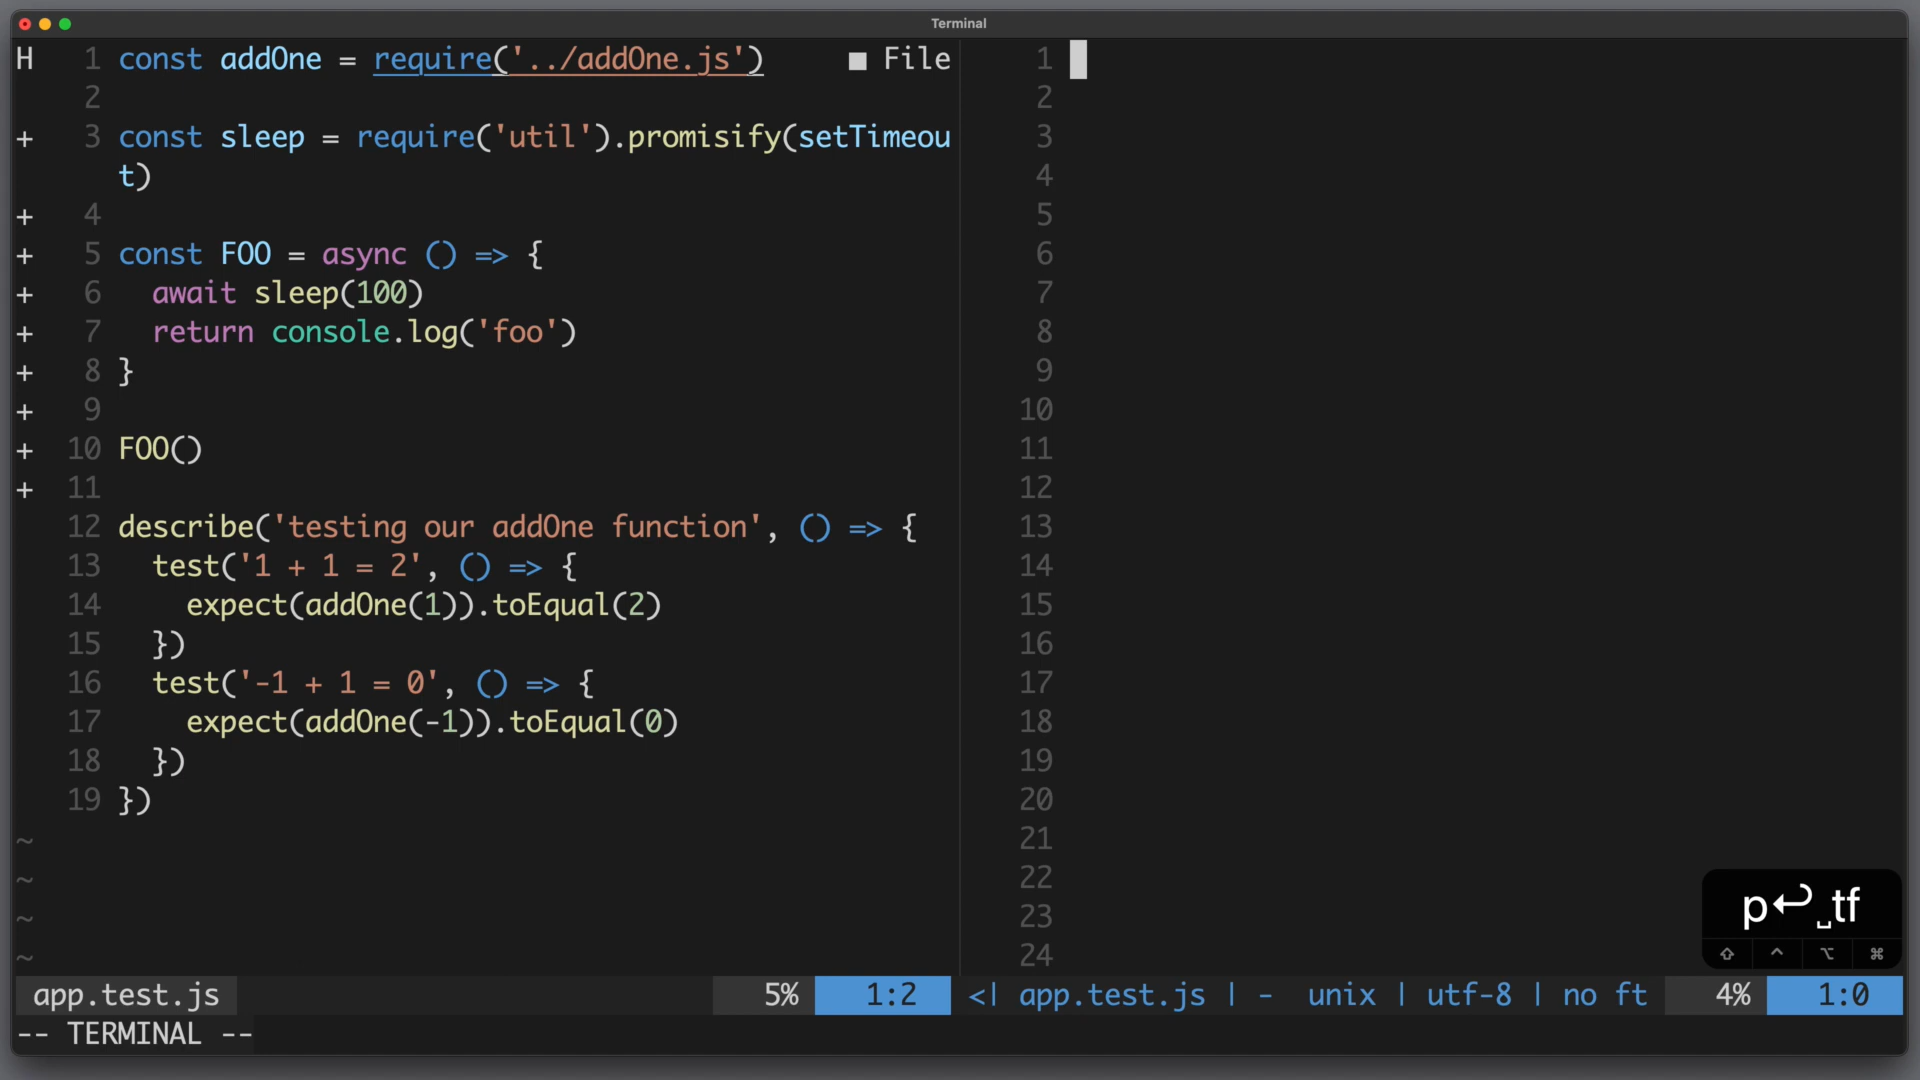 Terminal
H 1 const addOne = require('../addOne.js') ■ File
2
+ 3 const sleep = require('util').promisify(setTimeou
t)
+ 4
+ 5 const FOO = async () => {
+ 6 await sleep(100)
+ 7 return console.log('foo')
+ 8 }
+ 9
+ 10 FOO()
+ 11
12 describe('testing our addOne function', () => {
13 test('1 + 1 = 2', () => {
14 expect(addOne(1)).toEqual(2)
15 })
16 test('-1 + 1 = 0', () => {
17 expect(addOne(-1)).toEqual(0)
18 })
19 })
~
~
~
~
app.test.js 5% 1:2
1
2
3
4
5
6
7
8
9
10
11
12
13
14
15
16
17
18
19
20
21
22
23
24
<| app.test.js | - unix | utf-8 | no ft 4% 1:0
-- TERMINAL --
p↩␣tf
⇧ ⌃ ⌥ ⌘